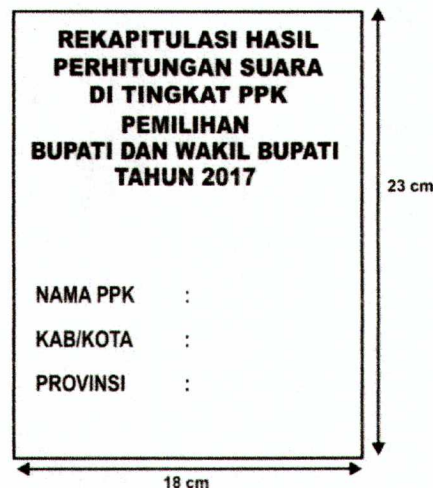 REKAPITULASI HASIL
PERHITUNGAN SUARA
DI TINGKAT PPK
PEMILIHAN
BUPATI DAN WAKIL BUPATI
TAHUN 2017
23 cm
NAMA PPK :
KAB/KOTA :
PROVINSI :
18 cm